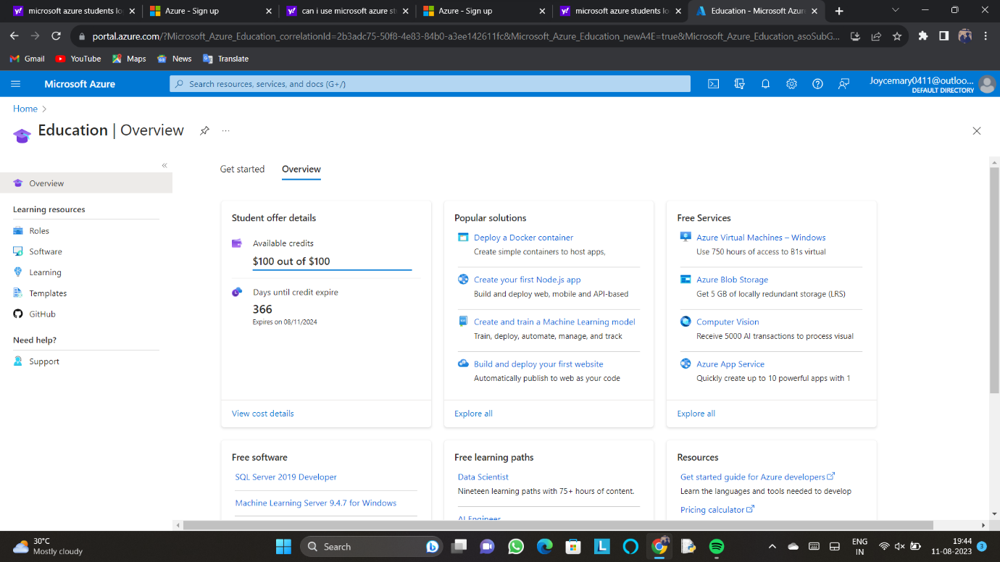 microsoft azure students lo
Azure - Sign up
can i use microsoft azure st
Azure - Sign up
microsoft azure students lo
Education - Microsoft Azur
portal.azure.com/?Microsoft_Azure_Education_correlationId=2b3adc75-50f8-4e83-84b0-a3ee142611fc&Microsoft_Azure_Education_newA4E=true&Microsoft_Azure_Education_asoSubG...
Gmail
YouTube
Maps
News
Translate
Microsoft Azure
Search resources, services, and docs (G+/)
Joycemary0411@outloo...
DEFAULT DIRECTORY
Home
Education | Overview
Overview
Learning resources
Roles
Software
Learning
Templates
GitHub
Need help?
Support
Get started
Overview
Student offer details
Available credits
$100 out of $100
Days until credit expire
366
Expires on 08/11/2024
View cost details
Popular solutions
Deploy a Docker container
Create simple containers to host apps,
Create your first Node.js app
Build and deploy web, mobile and API-based
Create and train a Machine Learning model
Train, deploy, automate, manage, and track
Build and deploy your first website
Automatically publish to web as your code
Explore all
Free Services
Azure Virtual Machines – Windows
Use 750 hours of access to B1s virtual
Azure Blob Storage
Get 5 GB of locally redundant storage (LRS)
Computer Vision
Receive 5000 AI transactions to process visual
Azure App Service
Quickly create up to 10 powerful apps with 1
Explore all
Free software
SQL Server 2019 Developer
Machine Learning Server 9.4.7 for Windows
Free learning paths
Data Scientist
Nineteen learning paths with 75+ hours of content.
AI Engineer
Resources
Get started guide for Azure developers
Learn the languages and tools needed to develop
Pricing calculator
30°C
Mostly cloudy
Search
ENG
IN
19:44
11-08-2023
3